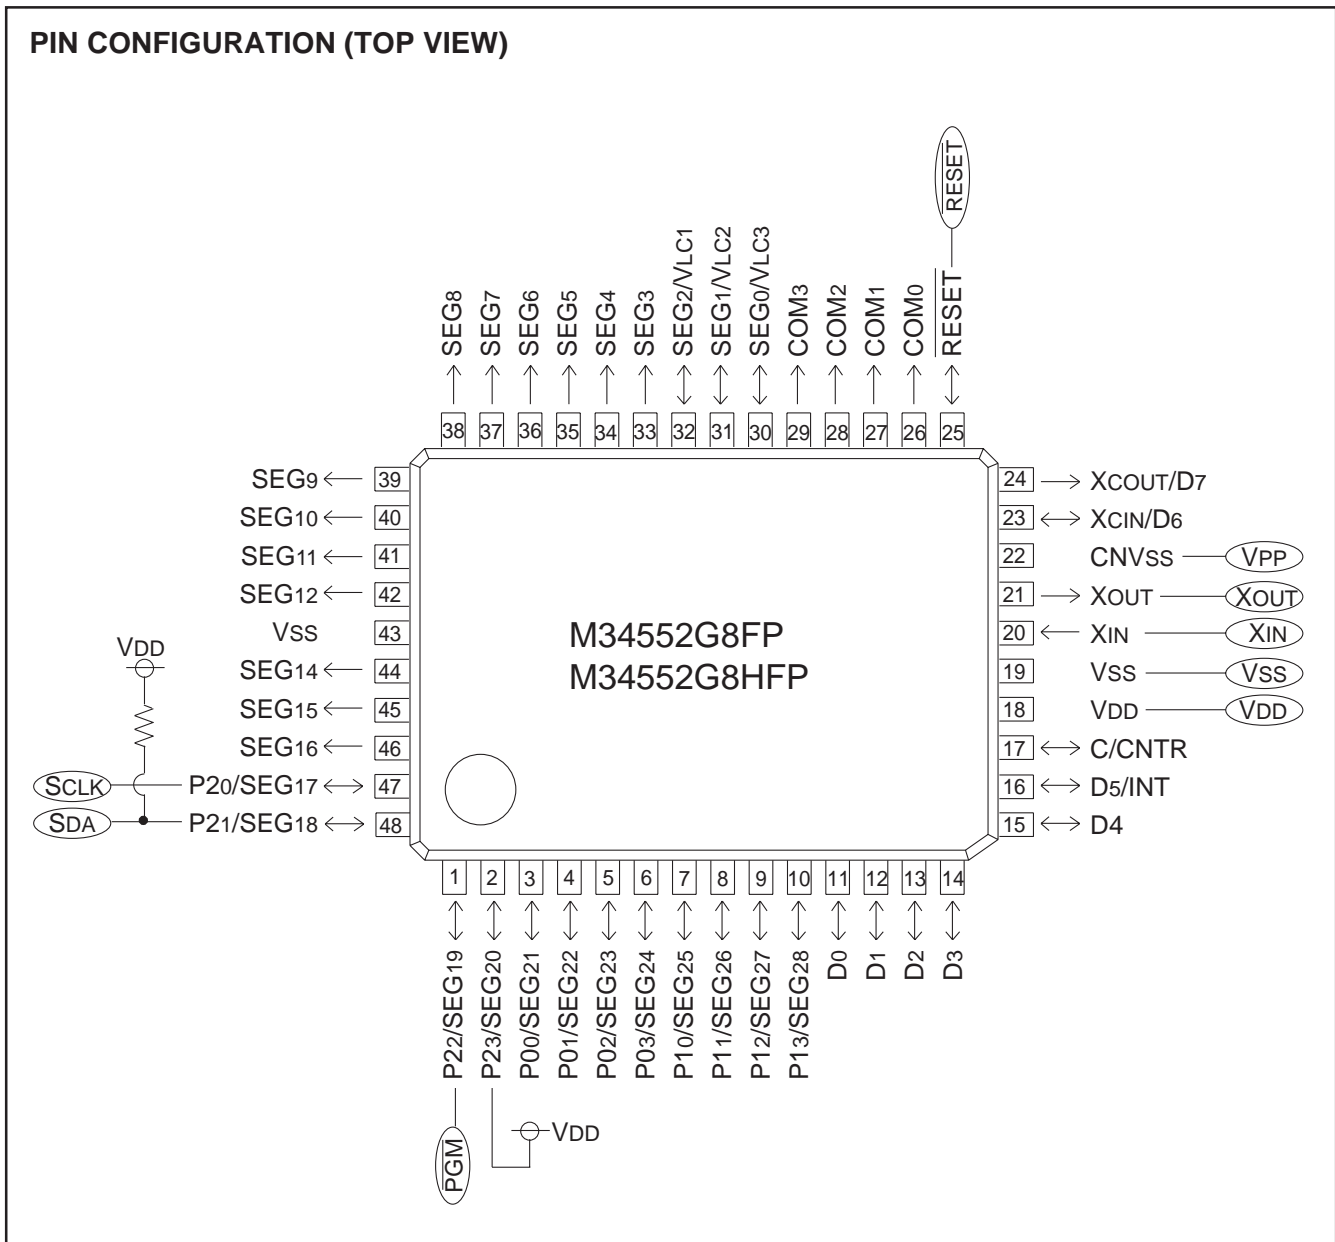 PIN CONFIGURATION (TOP VIEW)
RESET
SEG8
SEG7
SEG6
SEG5
SEG4
SEG3
SEG2/VLC1
SEG1/VLC2
SEG0/VLC3
COM3
COM2
COM1
COM0
RESET
38
37
36
35
34
33
32
31
30
29
28
27
26
25
SEG9 39
SEG10 40
SEG11 41
SEG12 42
VSS 43
VDD
SEG14 44
SEG15 45
SEG16 46
SCLK P20/SEG17 47
SDA P21/SEG18 48
M34552G8FP
M34552G8HFP
24 XCOUT/D7
23 XCIN/D6
22 CNVSS VPP
21 XOUT XOUT
20 XIN XIN
19 VSS VSS
18 VDD VDD
17 C/CNTR
16 D5/INT
15 D4
1
2
3
4
5
6
7
8
9
10
11
12
13
14
P22/SEG19
P23/SEG20
P00/SEG21
P01/SEG22
P02/SEG23
P03/SEG24
P10/SEG25
P11/SEG26
P12/SEG27
P13/SEG28
D0
D1
D2
D3
PGM
VDD